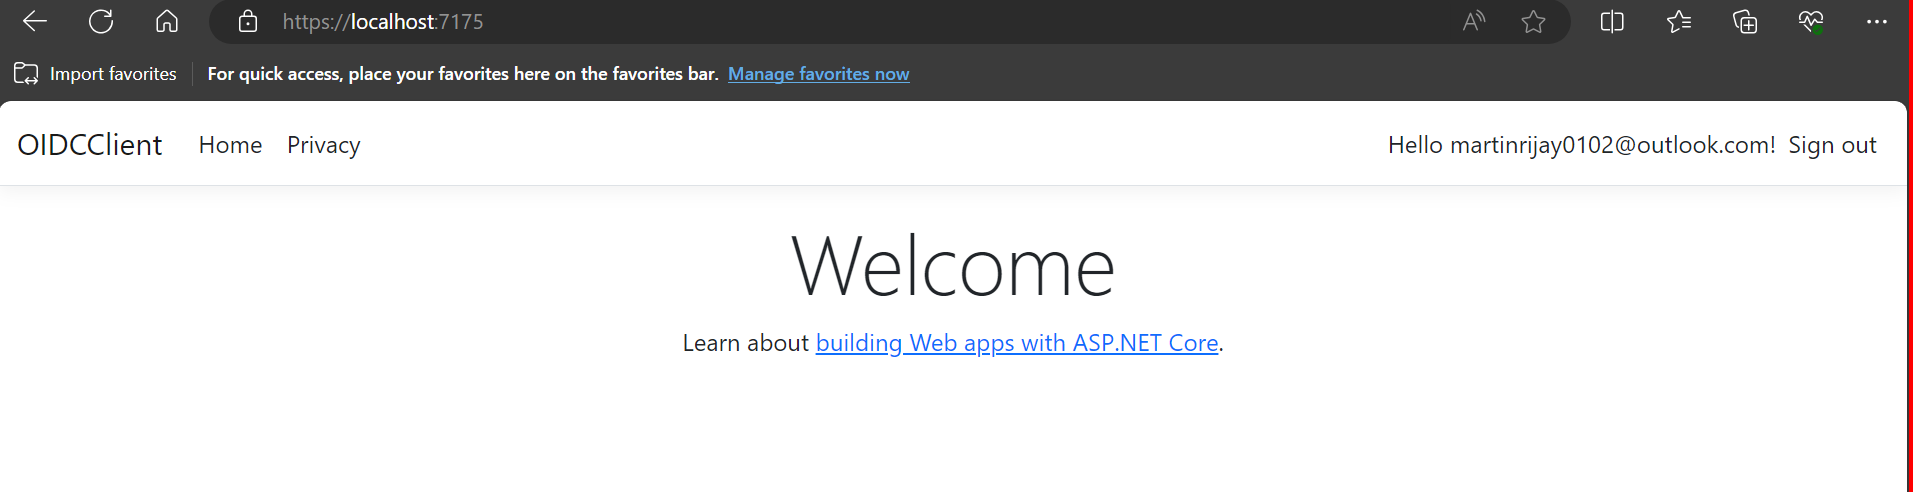 https://localhost:7175
Import favorites For quick access, place your favorites here on the favorites bar. Manage favorites now
OIDCClient Home Privacy Hello martinrijay0102@outlook.com! Sign out
Welcome
Learn about building Web apps with ASP.NET Core.